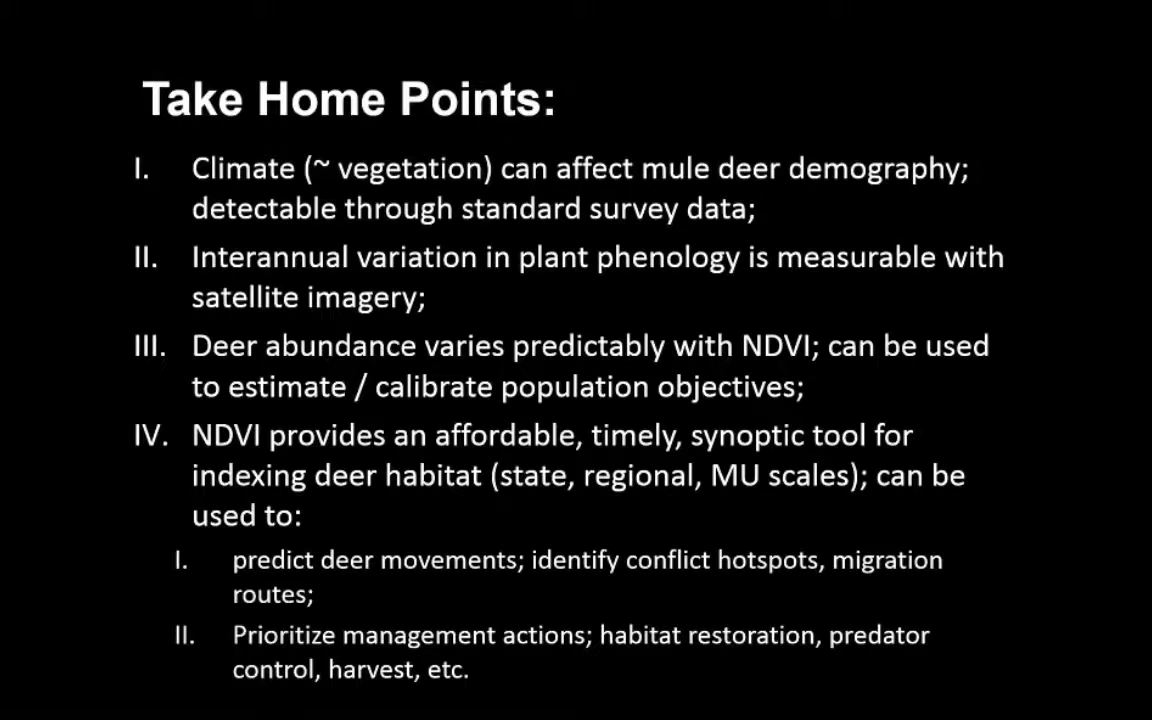 Take Home Points:
I. Climate (~ vegetation) can affect mule deer demography;
detectable through standard survey data;
II. Interannual variation in plant phenology is measurable with
satellite imagery;
III. Deer abundance varies predictably with NDVI; can be used
to estimate / calibrate population objectives;
IV. NDVI provides an affordable, timely, synoptic tool for
indexing deer habitat (state, regional, MU scales); can be
used to:
I. predict deer movements; identify conflict hotspots, migration
routes;
II. Prioritize management actions; habitat restoration, predator
control, harvest, etc.